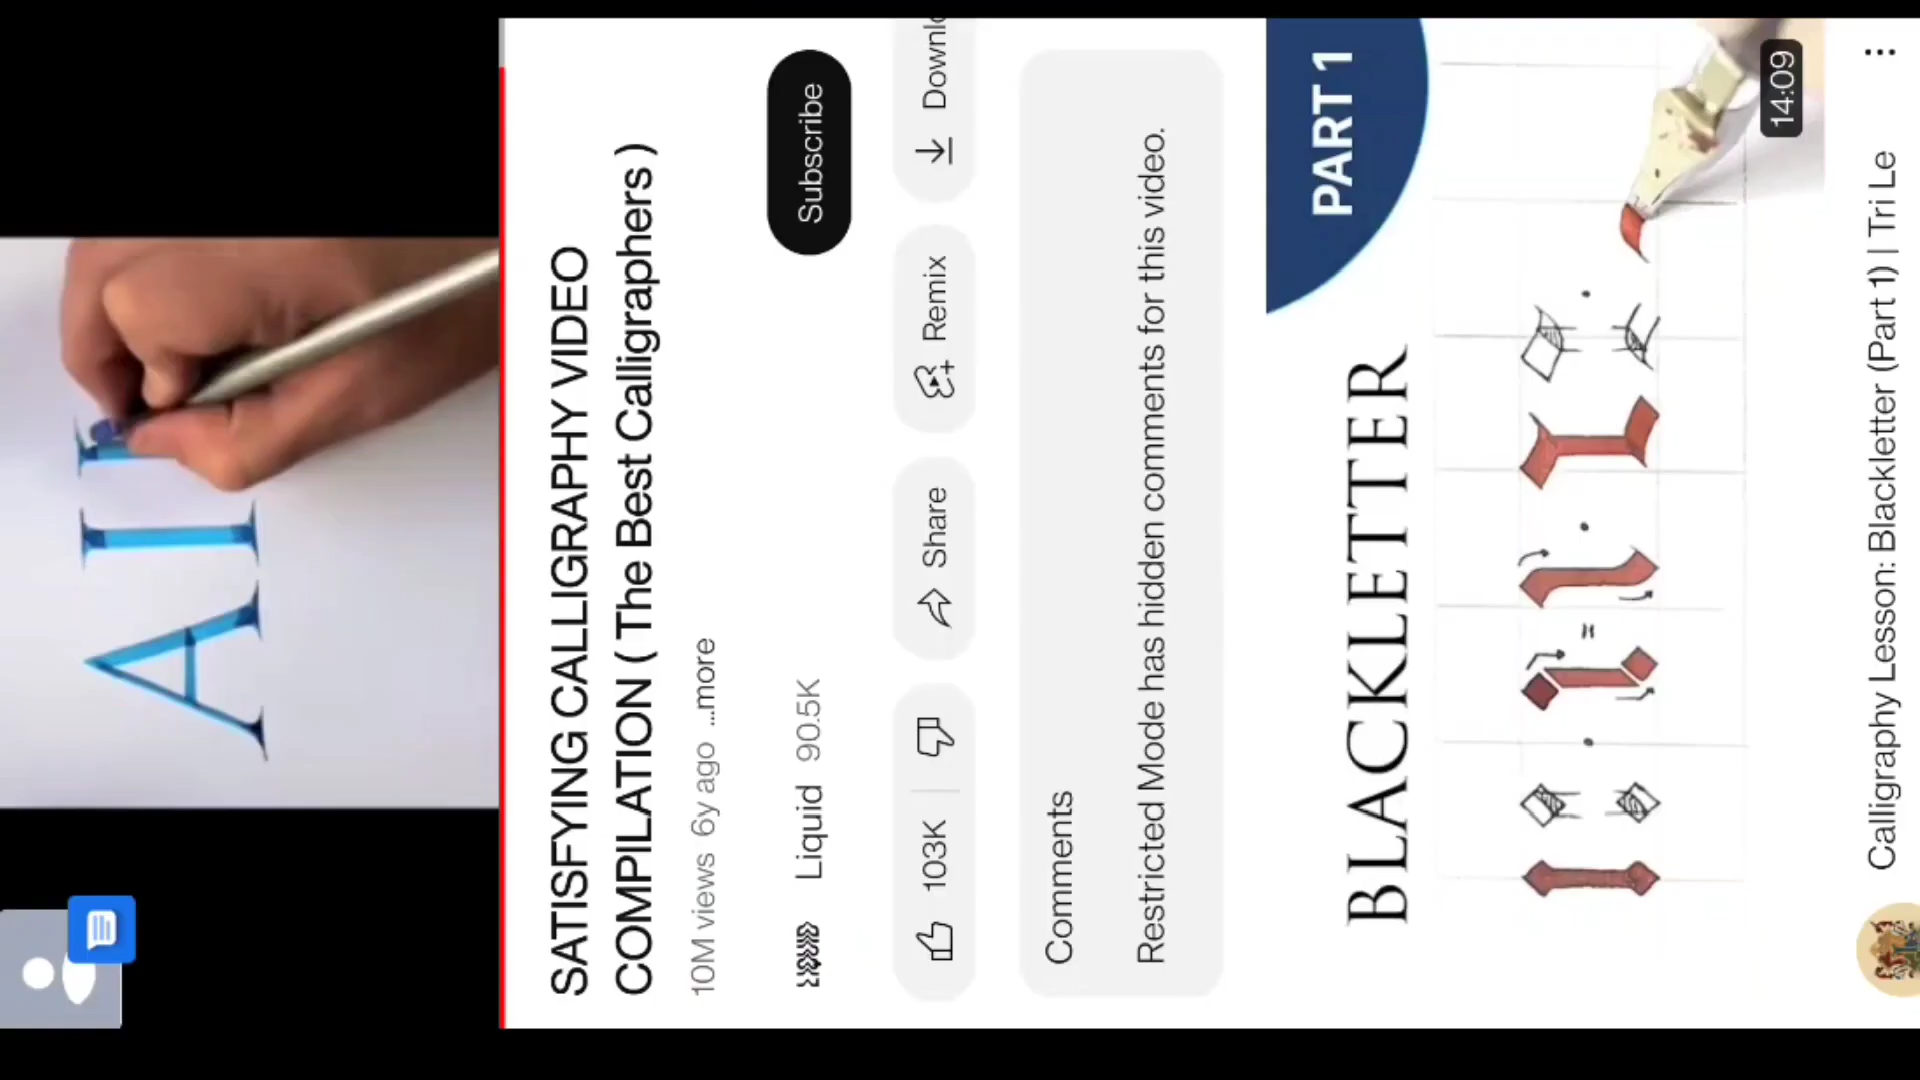 AII
SATISFYING CALLIGRAPHY VIDEO
COMPILATION ( The Best Calligraphers )
10M views 6y ago ...more
Liquid 90.5K
Subscribe
103K
Share
Remix
Comments
Restricted Mode has hidden comments for this video.
PART 1
BLACKLETTER
14:09
Calligraphy Lesson: Blackletter (Part 1) | Tri Le